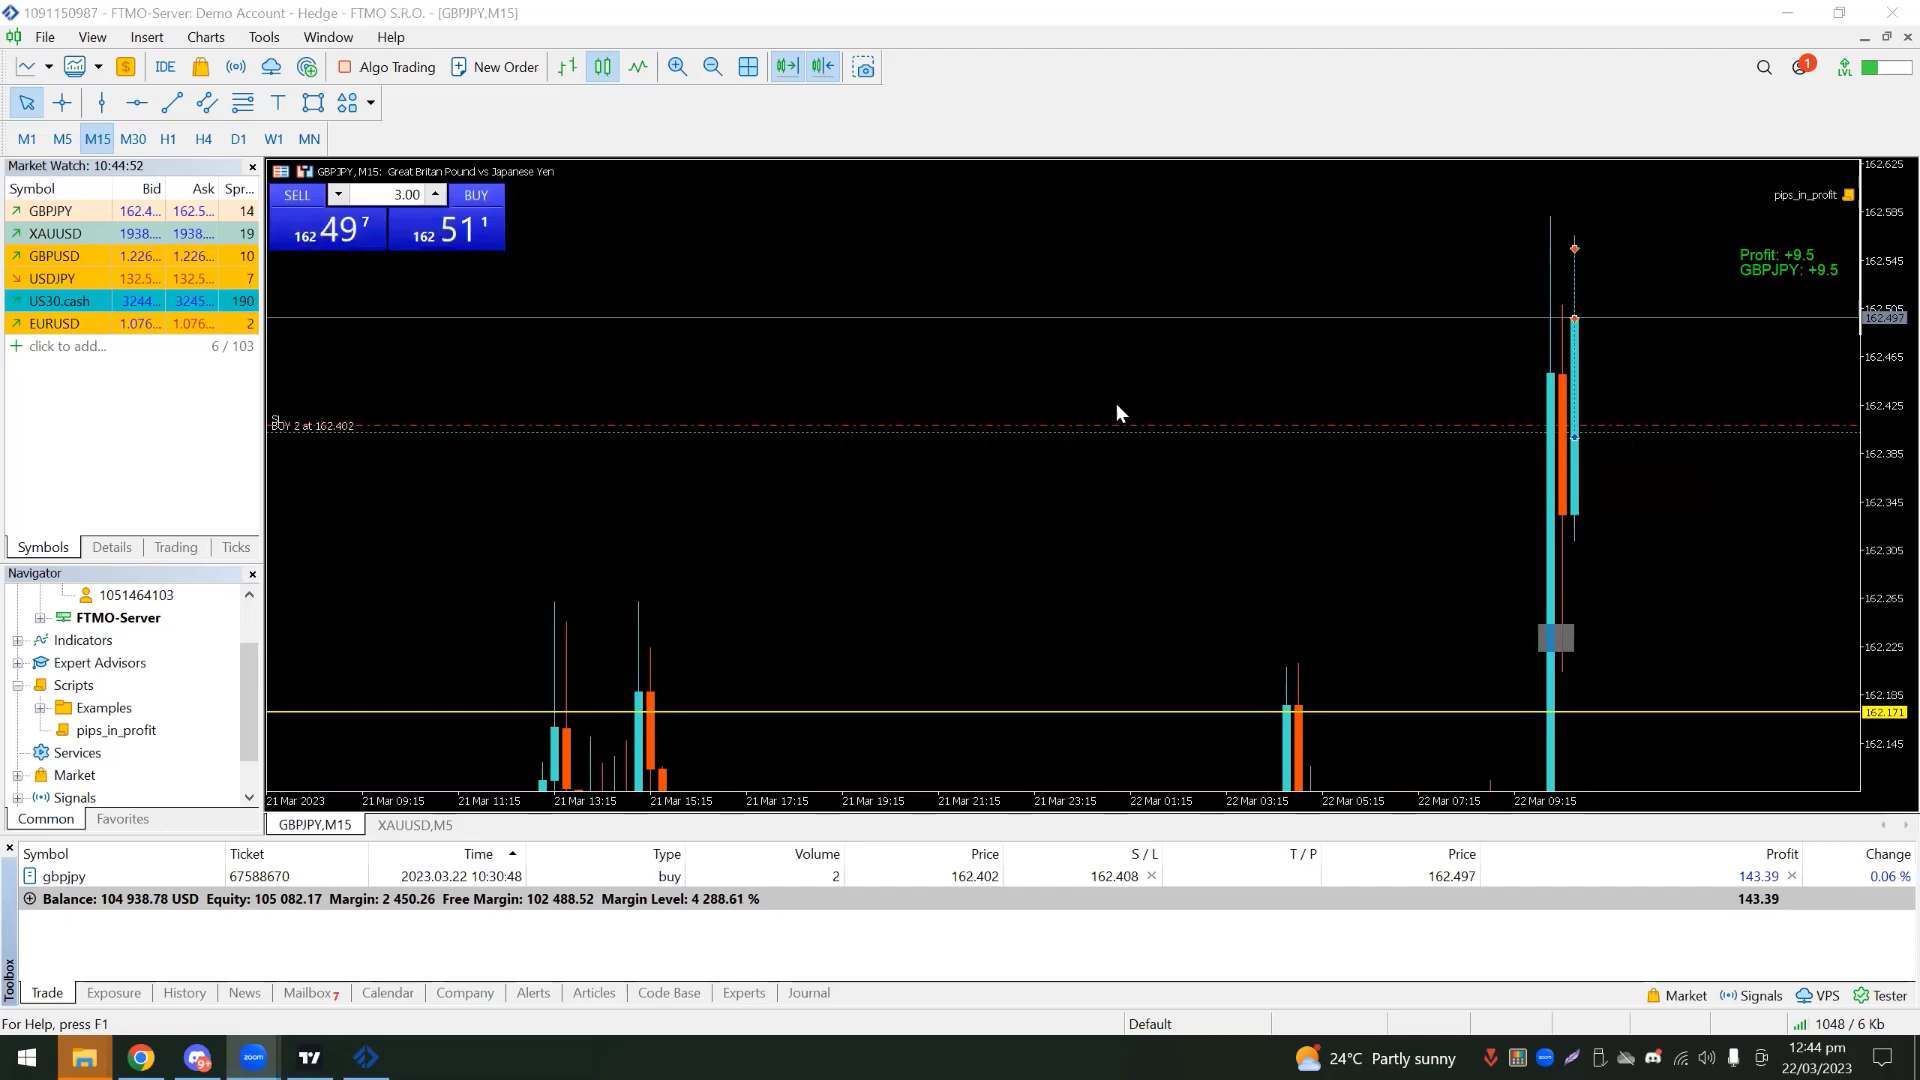 1091150987 - FTMO-Server: Demo Account - Hedge - FTMO S.R.O. - [GBPJPY,M15]
File View Insert Charts Tools Window Help
IDE Algo Trading New Order 1 LVL
M1 M5 M15 M30 H1 H4 D1 W1 MN
Market Watch: 10:44:52
Symbol Bid Ask Spr...
GBPJPY 162.4... 162.5... 14
XAUUSD 1938.... 1938.... 19
GBPUSD 1.226... 1.226... 10
USDJPY 132.5... 132.5... 7
US30.cash 3244... 3245... 190
EURUSD 1.076... 1.076... 2
click to add... 6 / 103
Symbols Details Trading Ticks
Navigator
1051464103
FTMO-Server
Indicators
Expert Advisors
Scripts
Examples
pips_in_profit
Services
Market
Signals
Common Favorites
GBPJPY, M15: Great Britan Pound vs Japanese Yen
SELL 3.00 BUY
162 49 7 162 51 1
pips_in_profit
Profit: +9.5
GBPJPY: +9.5
SL
BUY 2 at 162.402
162.625
162.585
162.545
162.505
162.497
162.465
162.425
162.385
162.345
162.305
162.265
162.225
162.185
162.171
162.145
21 Mar 2023 21 Mar 09:15 21 Mar 11:15 21 Mar 13:15 21 Mar 15:15 21 Mar 17:15 21 Mar 19:15 21 Mar 21:15 21 Mar 23:15 22 Mar 01:15 22 Mar 03:15 22 Mar 05:15 22 Mar 07:15 22 Mar 09:15
GBPJPY,M15 XAUUSD,M5
Symbol Ticket Time Type Volume Price S / L T / P Price Profit Change
gbpjpy 67588670 2023.03.22 10:30:48 buy 2 162.402 162.408 162.497 143.39 0.06 %
Balance: 104 938.78 USD Equity: 105 082.17 Margin: 2 450.26 Free Margin: 102 488.52 Margin Level: 4 288.61 % 143.39
Toolbox
Trade Exposure History News Mailbox 7 Calendar Company Alerts Articles Code Base Experts Journal
Market Signals VPS Tester
For Help, press F1 Default 1048 / 6 Kb
zoom 24°C Partly sunny 12:44 pm
22/03/2023